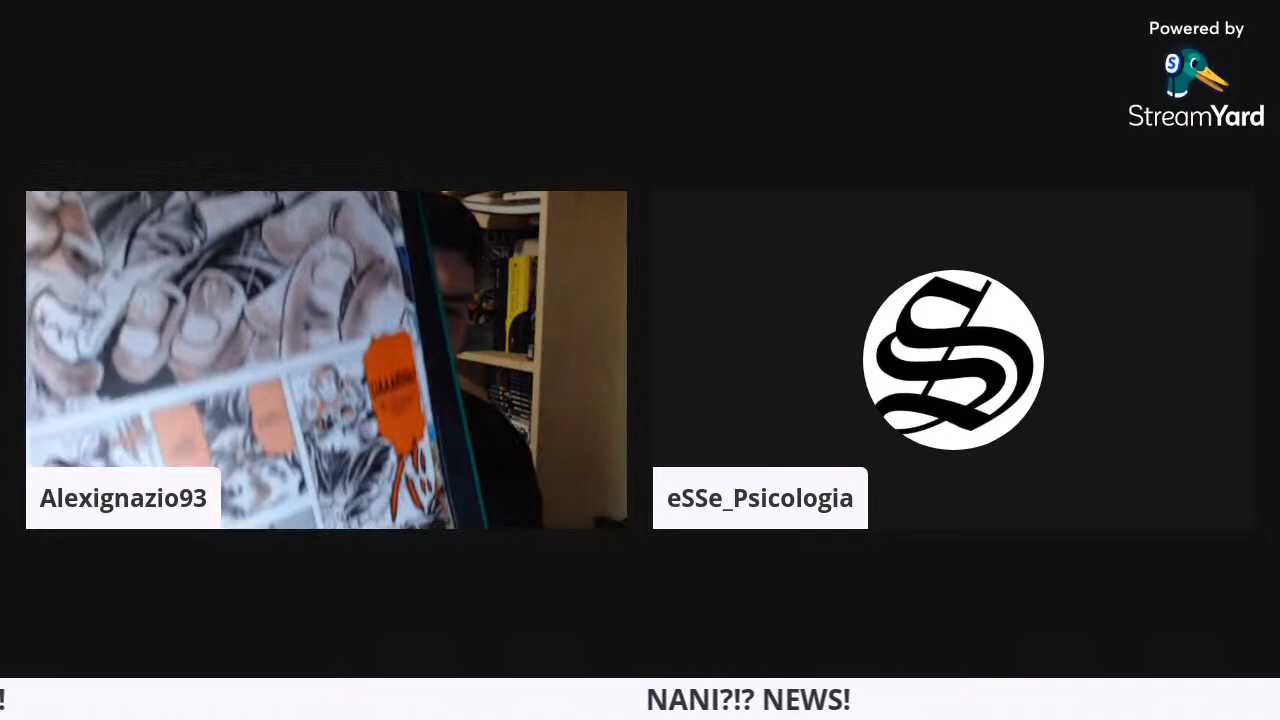 Powered by
StreamYard
Alexignazio93
eSSe_Psicologia
!
NANI?!? NEWS!